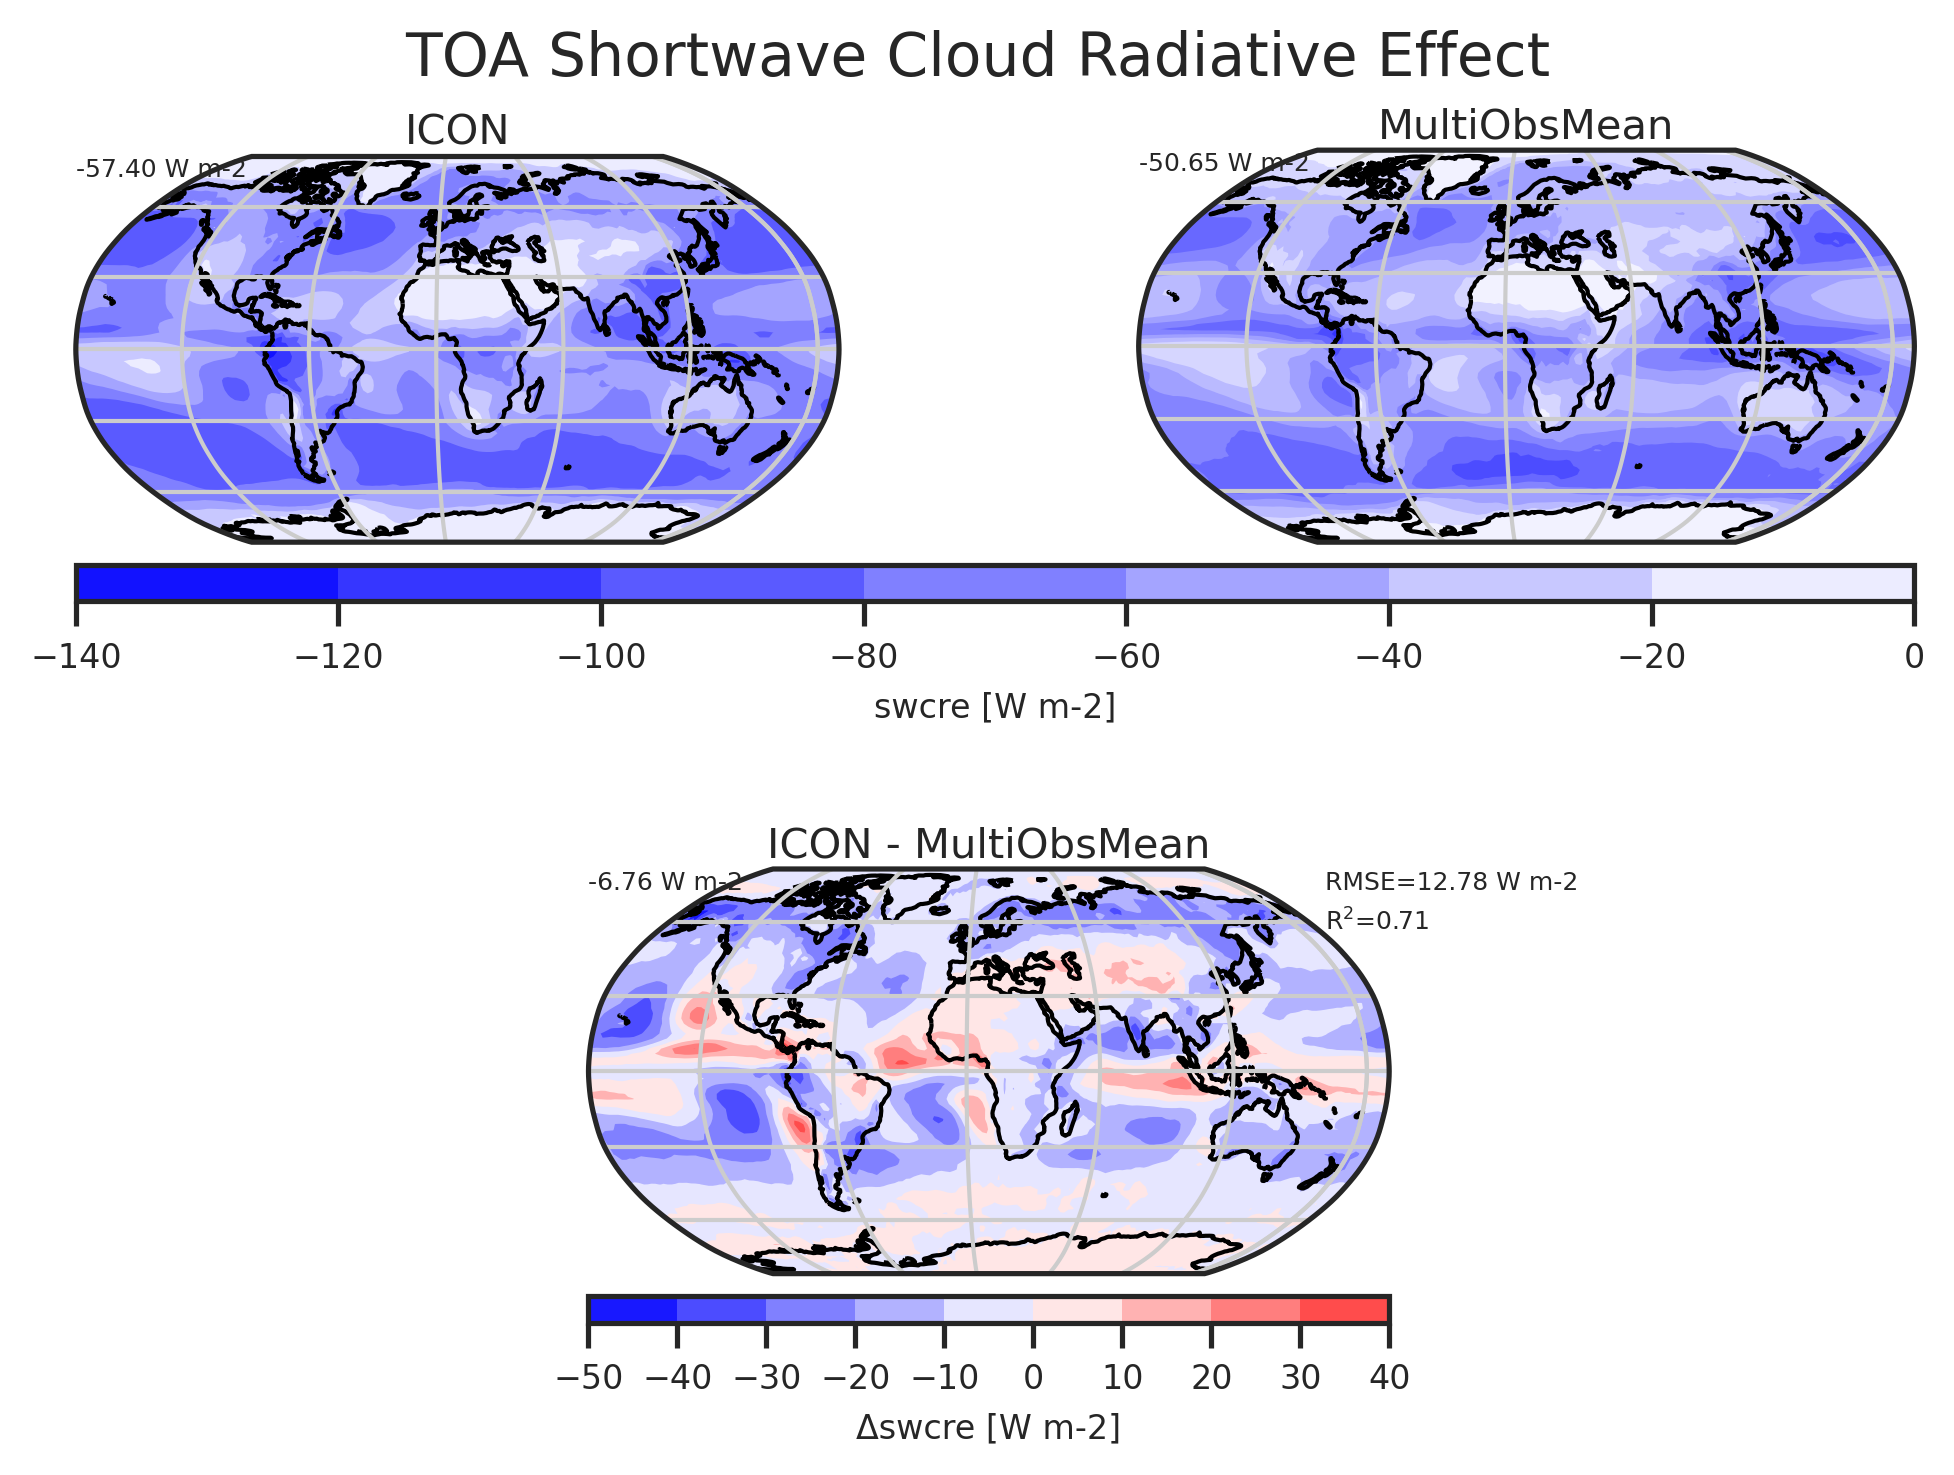 TOA Shortwave Cloud Radiative Effect
ICON
MultiObsMean
-57.40 W m-2
-50.65 W m-2
−140 −120 −100 −80 −60 −40 −20 0
swcre [W m-2]
ICON - MultiObsMean
-6.76 W m-2
RMSE=12.78 W m-2
R²=0.71
−50 −40 −30 −20 −10 0 10 20 30 40
Δswcre [W m-2]